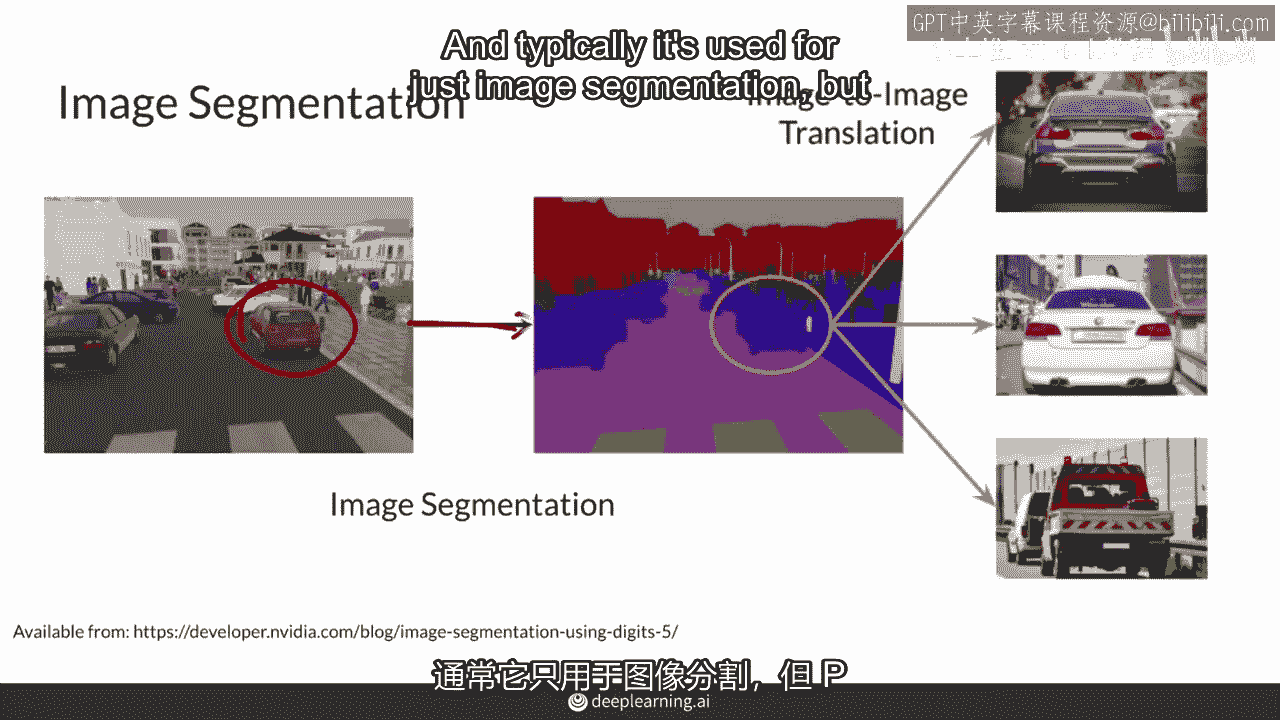 GPT中英字幕课程资源@bilibili.com
And typically it's used for
just image segmentation, but
Image Segmentation
Image-to-Image
Translation
Image Segmentation
Available from: https://developer.nvidia.com/blog/image-segmentation-using-digits-5/
通常它只用于图像分割，但 P
deeplearning.ai